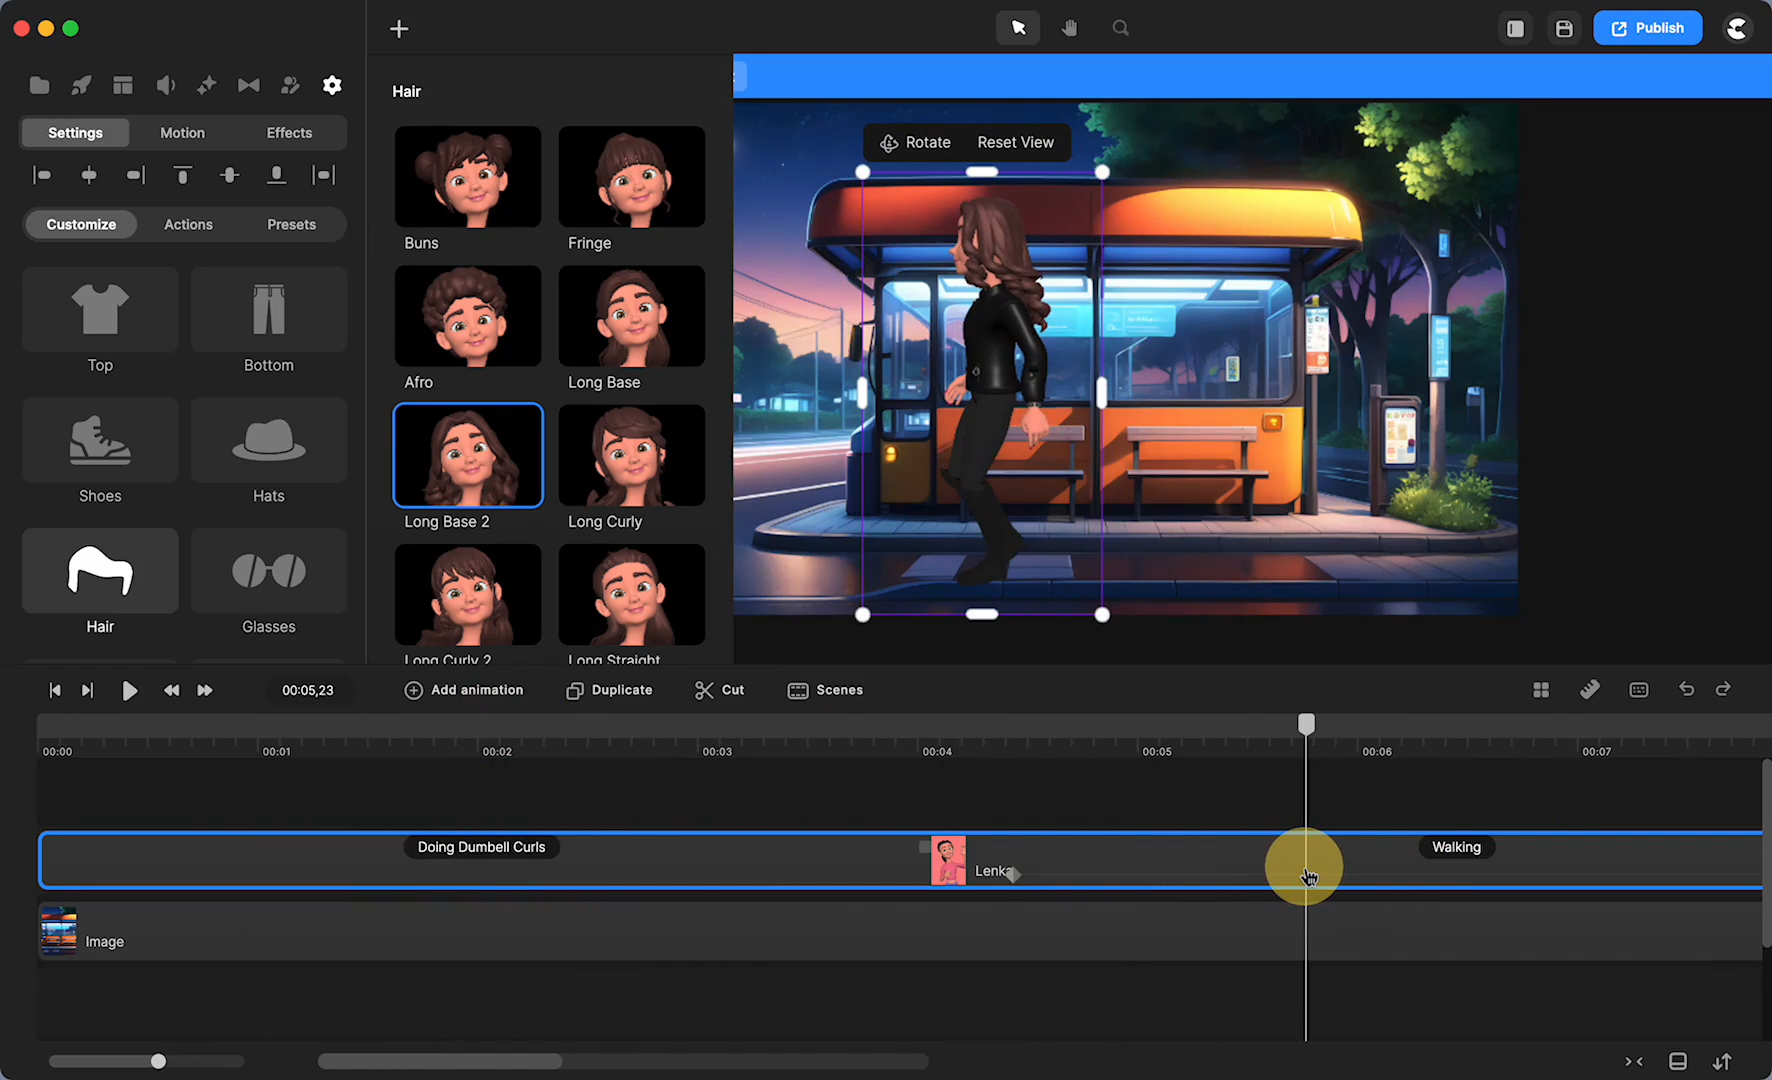 Publish
Settings
Motion
Effects
Customize
Actions
Presets
Top
Bottom
Shoes
Hats
Hair
Glasses
Hair
Buns
Fringe
Afro
Long Base
Long Base 2
Long Curly
Long Curly 2
Long Straight
Rotate
Reset View
00:05,23
Add animation
Duplicate
Cut
Scenes
00:00
00:01
00:02
00:03
00:04
00:05
00:06
00:07
Doing Dumbell Curls
Lenka
Walking
Image